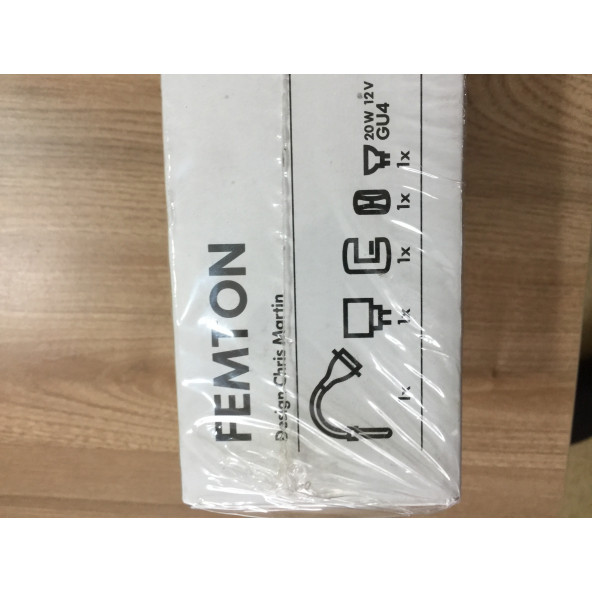 FEMTON
Design Chris Martin
1x
1x
1x
1x
1x
20W 12V
GU4